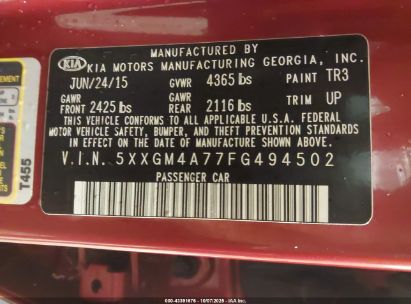 MANUFACTURED BY
KIA KIA MOTORS MANUFACTURING GEORGIA, INC.
JUN/24/15 GVWR 4365 lbs PAINT TR3
GAWR GAWR
FRONT 2425 lbs REAR 2116 lbs TRIM UP
THIS VEHICLE CONFORMS TO ALL APPLICABLE U.S.A. FEDERAL
MOTOR VEHICLE SAFETY, BUMPER, AND THEFT PREVENTION STANDARDS
IN EFFECT ON THE DATE OF MANUFACTURE SHOWN ABOVE.
V.I.N. 5XXGM4A77FG494502
PASSENGER CAR
T455